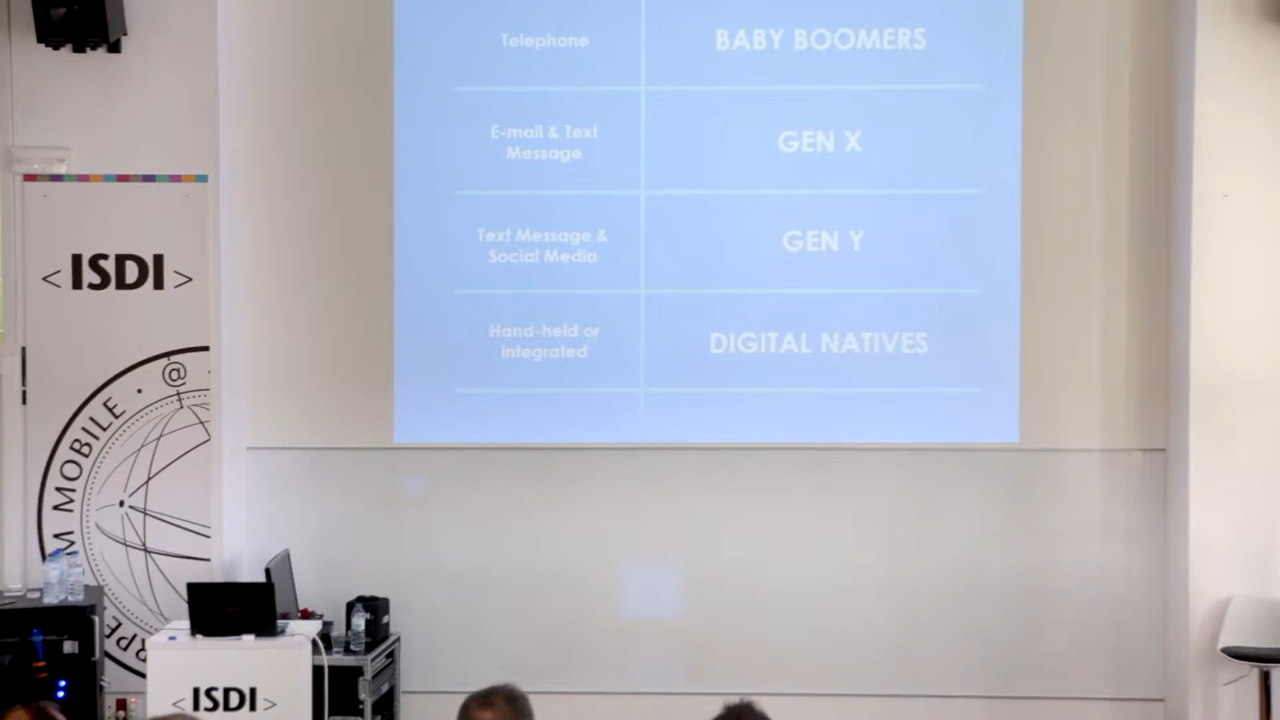 Telephone
BABY BOOMERS
E-mail & Text
Message
GEN X
Text Message &
Social Media
GEN Y
Hand-held or
integrated
DIGITAL NATIVES
<ISDI>
@
M MOBILE
<ISDI>